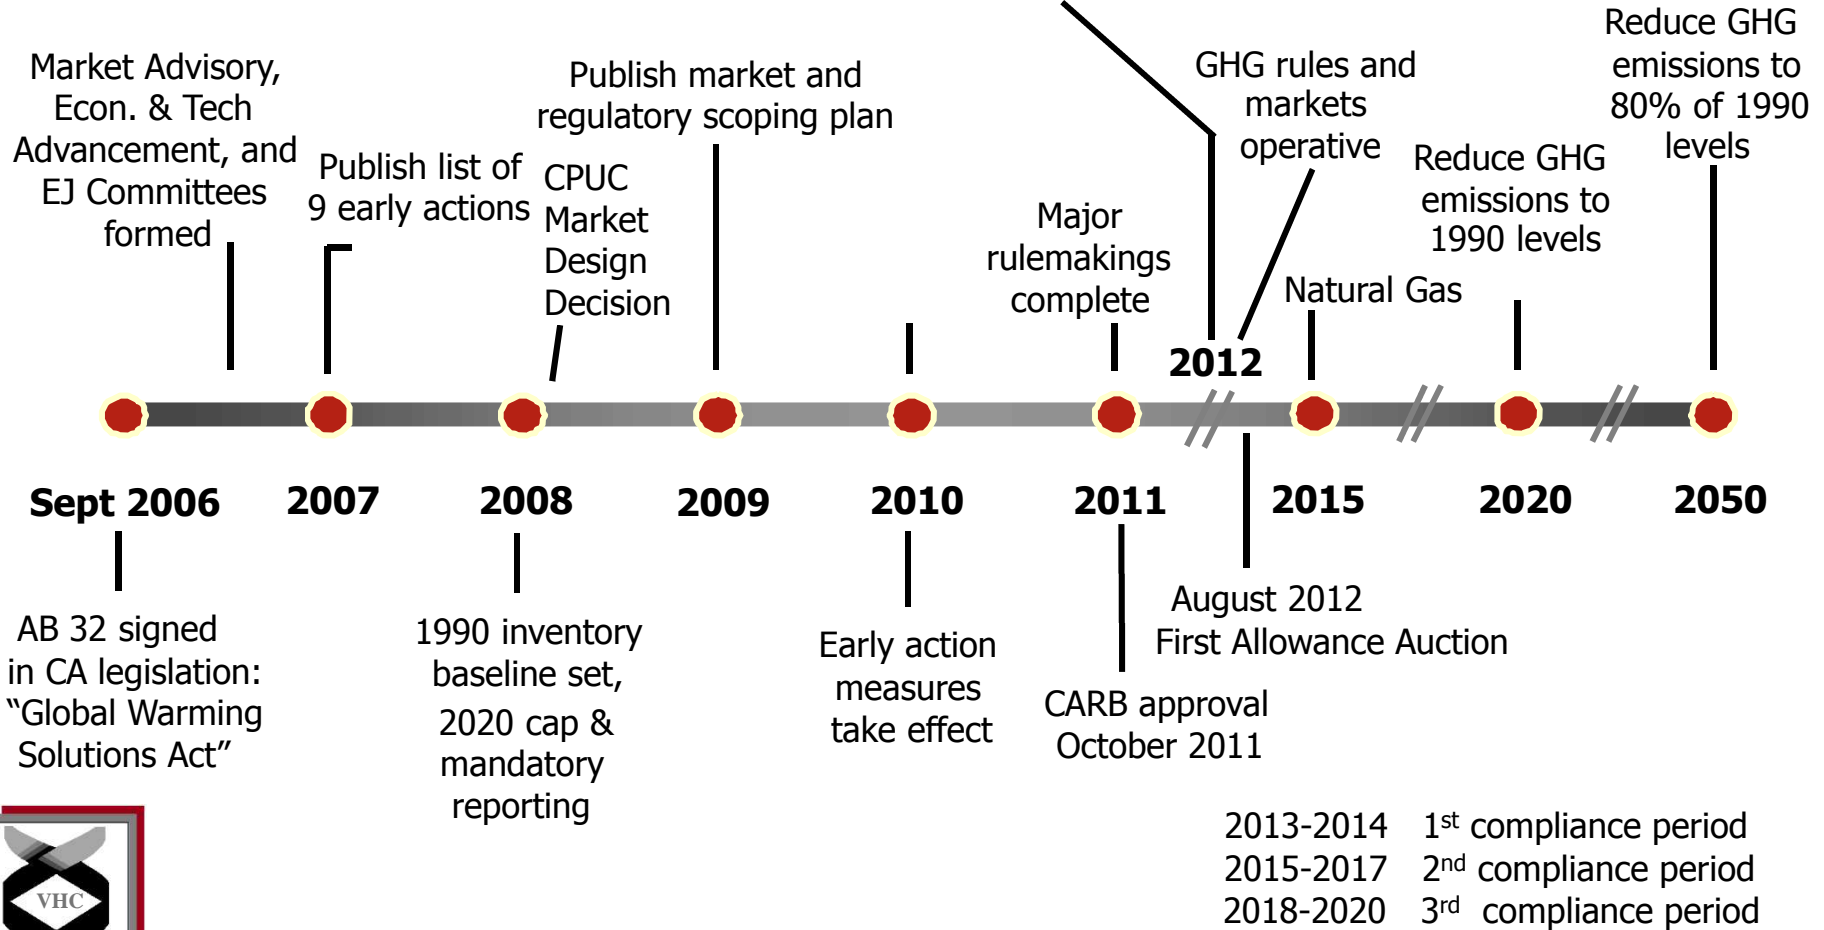 Market Advisory,
Econ. & Tech
Advancement, and
EJ Committees
formed
Publish list of
9 early actions
CPUC
Market
Design
Decision
Publish market and
regulatory scoping plan
Major
rulemakings
complete
GHG rules and
markets
operative
Natural Gas
Reduce GHG
emissions to
1990 levels
Reduce GHG
emissions to
80% of 1990
levels
2012
Sept 2006
2007
2008
2009
2010
2011
2015
2020
2050
AB 32 signed
in CA legislation:
“Global Warming
Solutions Act”
1990 inventory
baseline set,
2020 cap &
mandatory
reporting
Early action
measures
take effect
CARB approval
October 2011
August 2012
First Allowance Auction
2013-2014 1st compliance period
2015-2017 2nd compliance period
2018-2020 3rd compliance period
VHC